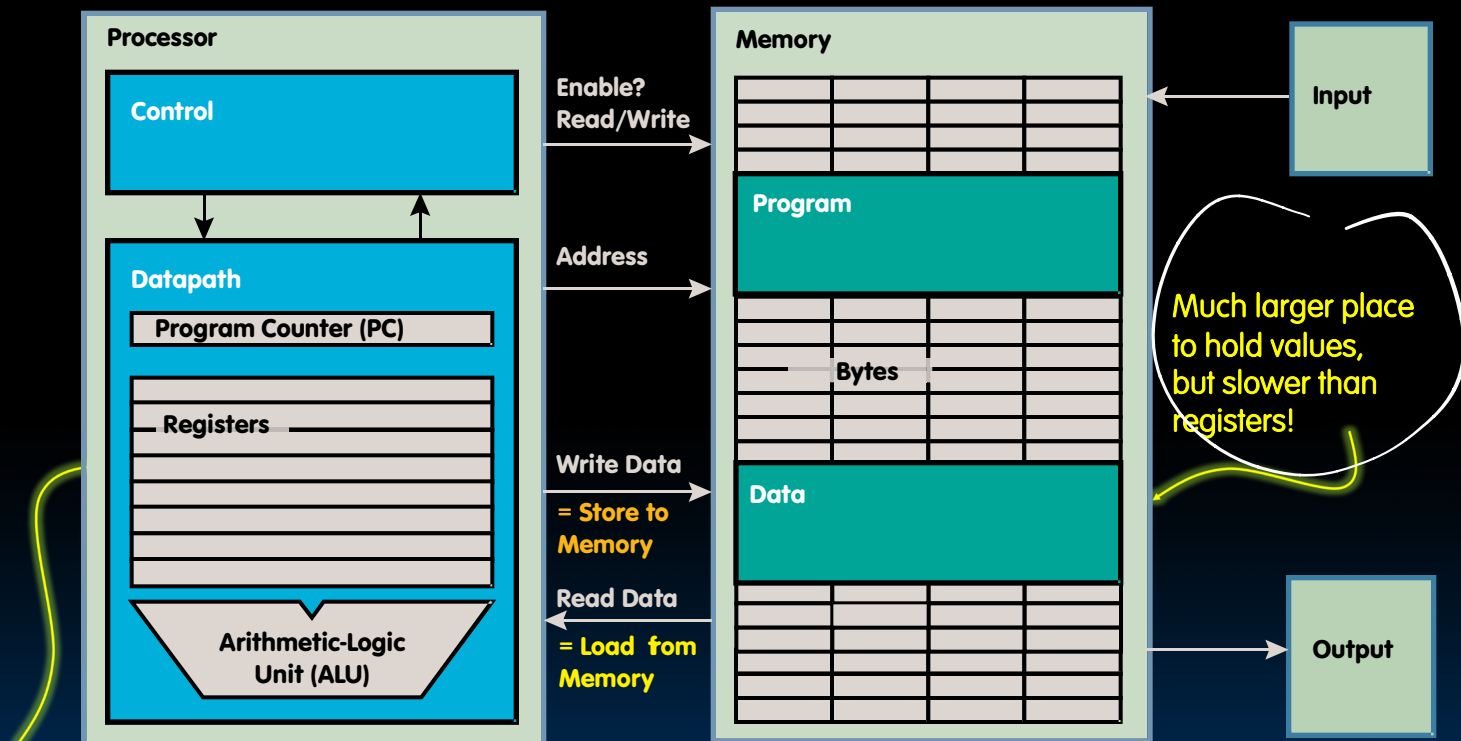 Processor
Control
Datapath
Program Counter (PC)
Registers
Arithmetic-Logic
Unit (ALU)
Enable?
Read/Write
Address
Write Data
= Store to
Memory
Read Data
= Load from
Memory
Memory
Program
Bytes
Data
Input
Much larger place
to hold values,
but slower than
registers!
Output